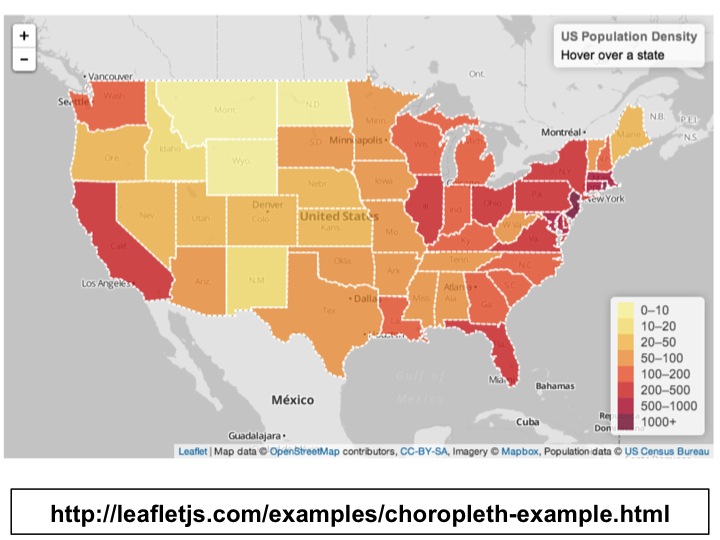 +
−
US Population Density
Hover over a state
Ont.
Vancouver
Seattle
Wash
Mont.
N.D.
Minn.
Montréal
N.B.
P.E.I.
N.S.
Maine
Ore.
Idaho
Wyo.
S.D.
Minneapolis
Wis.
N.Y.
New York
Nev.
Utah
Denver
Colo.
Nebr.
Iowa
Ill.
Ind.
Ohio
PA.
United States
Kans.
Mo.
Ky.
W.Va.
Va.
Calif.
Los Angeles
Ariz.
N.M.
Okla.
Ark.
Tenn.
N.C.
S.C.
Atlanta
Miss.
Ala.
Ga.
Dallas
Tex.
La.
Houston
Gulf of
Mexico
Bahamas
México
Cuba
Guadalajara
0–10
10–20
20–50
50–100
100–200
200–500
500–1000
1000+
Leaflet | Map data © OpenStreetMap contributors, CC-BY-SA, Imagery © Mapbox, Population data © US Census Bureau
http://leafletjs.com/examples/choropleth-example.html